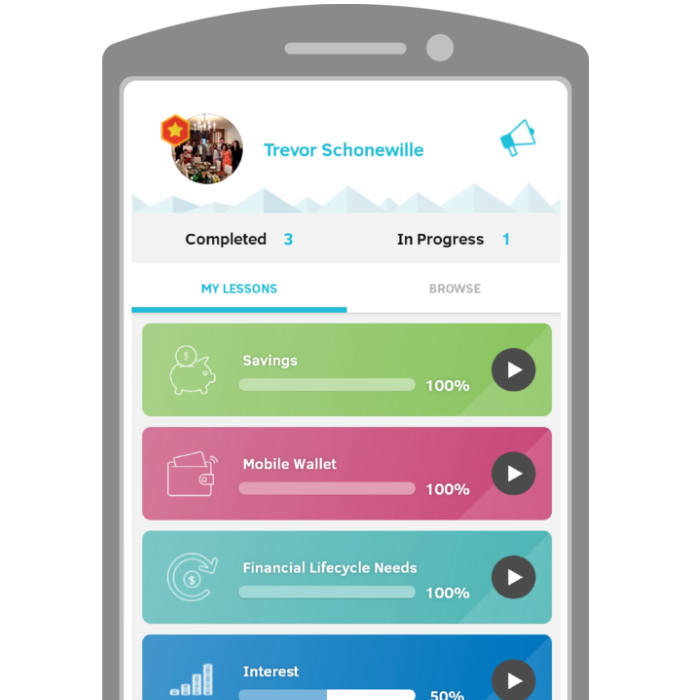 Trevor Schonewille
Completed 3
In Progress 1
MY LESSONS
BROWSE
$
Savings
100%
Mobile Wallet
100%
$
Financial Lifecycle Needs
100%
Interest
50%